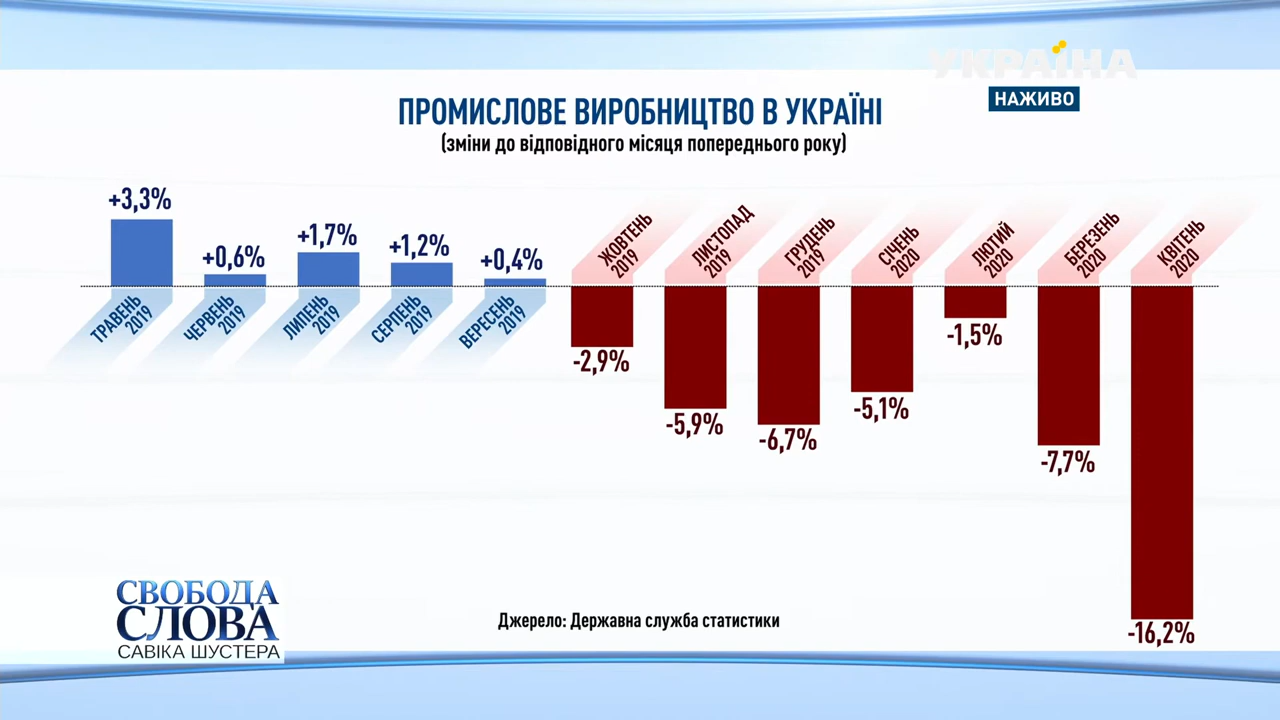 УКРАЇНА
НАЖИВО
ПРОМИСЛОВЕ ВИРОБНИЦТВО В УКРАЇНІ
(зміни до відповідного місяця попереднього року)
+3,3%
+0,6%
+1,7%
+1,2%
+0,4%
ТРАВЕНЬ
2019
ЧЕРВЕНЬ
2019
ЛИПЕНЬ
2019
СЕРПЕНЬ
2019
ВЕРЕСЕНЬ
2019
ЖОВТЕНЬ
2019
ЛИСТОПАД
2019
ГРУДЕНЬ
2019
СІЧЕНЬ
2020
ЛЮТИЙ
2020
БЕРЕЗЕНЬ
2020
КВІТЕНЬ
2020
-2,9%
-5,9%
-6,7%
-5,1%
-1,5%
-7,7%
-16,2%
СВОБОДА
СЛОВА
САВІКА ШУСТЕРА
Джерело: Державна служба статистики